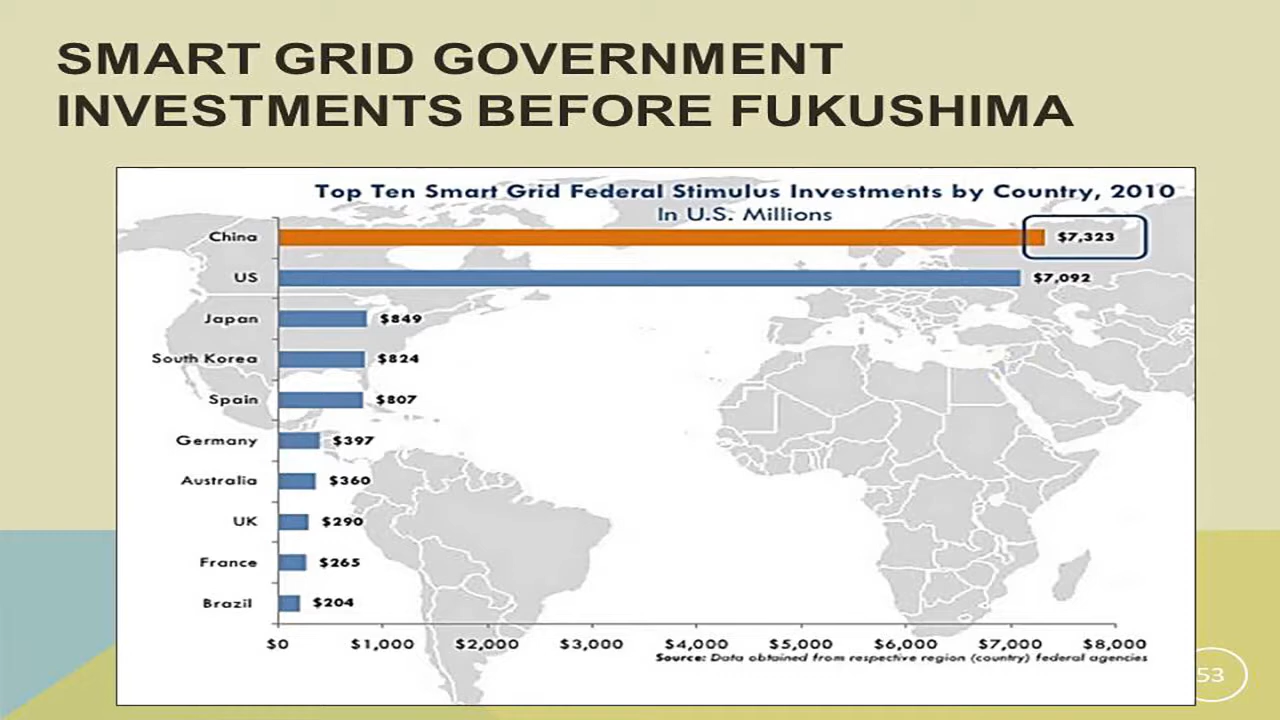 SMART GRID GOVERNMENT
INVESTMENTS BEFORE FUKUSHIMA
Top Ten Smart Grid Federal Stimulus Investments by Country, 2010
In U.S. Millions
China $7,323
US $7,092
Japan $849
South Korea $824
Spain $807
Germany $397
Australia $360
UK $290
France $265
Brazil $204
$0 $1,000 $2,000 $3,000 $4,000 $5,000 $6,000 $7,000 $8,000
Source: Data obtained from respective region (country) federal agencies
53